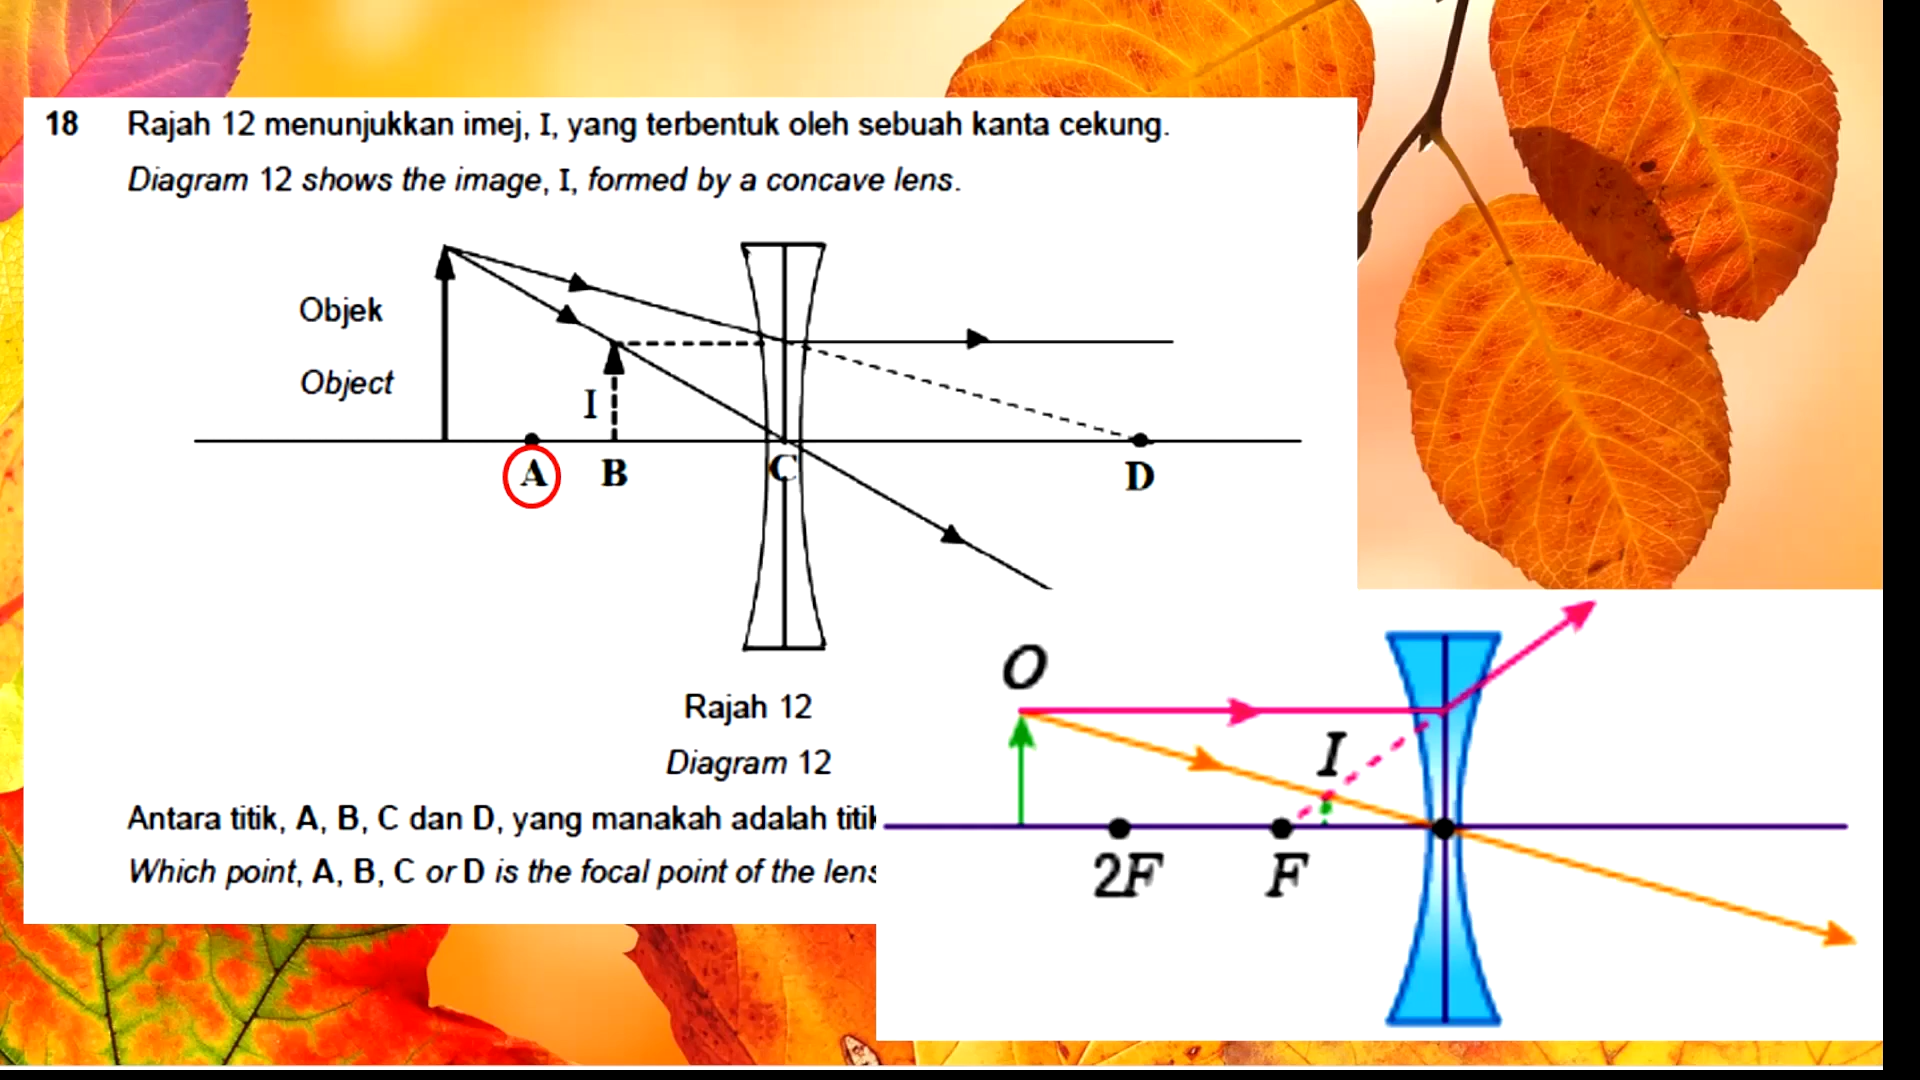 18 Rajah 12 menunjukkan imej, I, yang terbentuk oleh sebuah kanta cekung.
Diagram 12 shows the image, I, formed by a concave lens.
Objek
Object
I
A B C D
Rajah 12
Diagram 12
Antara titik, A, B, C dan D, yang manakah adalah titik
Which point, A, B, C or D is the focal point of the lens
O
I
2F F